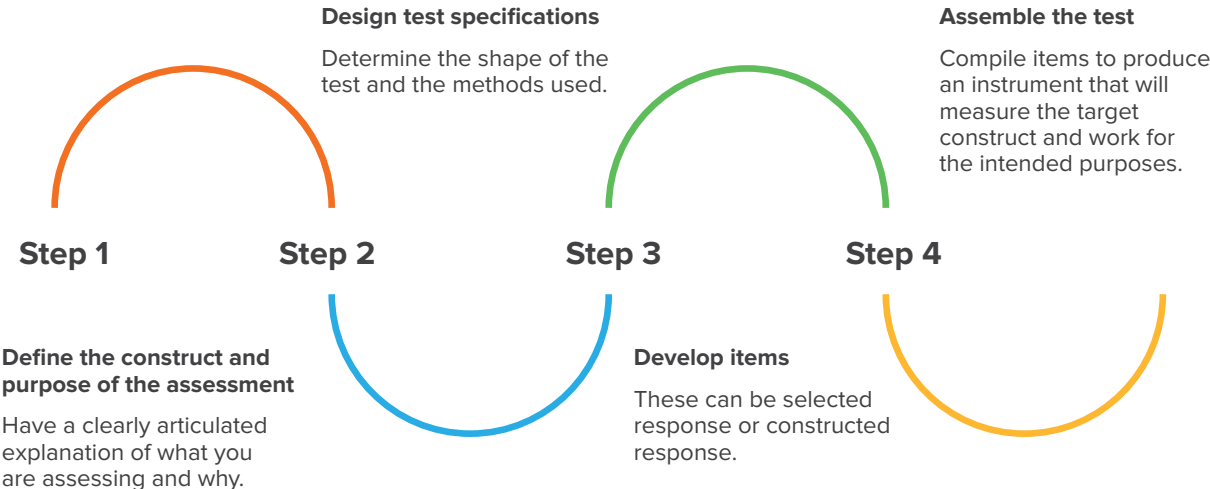 Step 1
Define the construct and
purpose of the assessment
Have a clearly articulated
explanation of what you
are assessing and why.
Step 2
Design test specifications
Determine the shape of the
test and the methods used.
Step 3
Develop items
These can be selected
response or constructed
response.
Step 4
Assemble the test
Compile items to produce
an instrument that will
measure the target
construct and work for
the intended purposes.